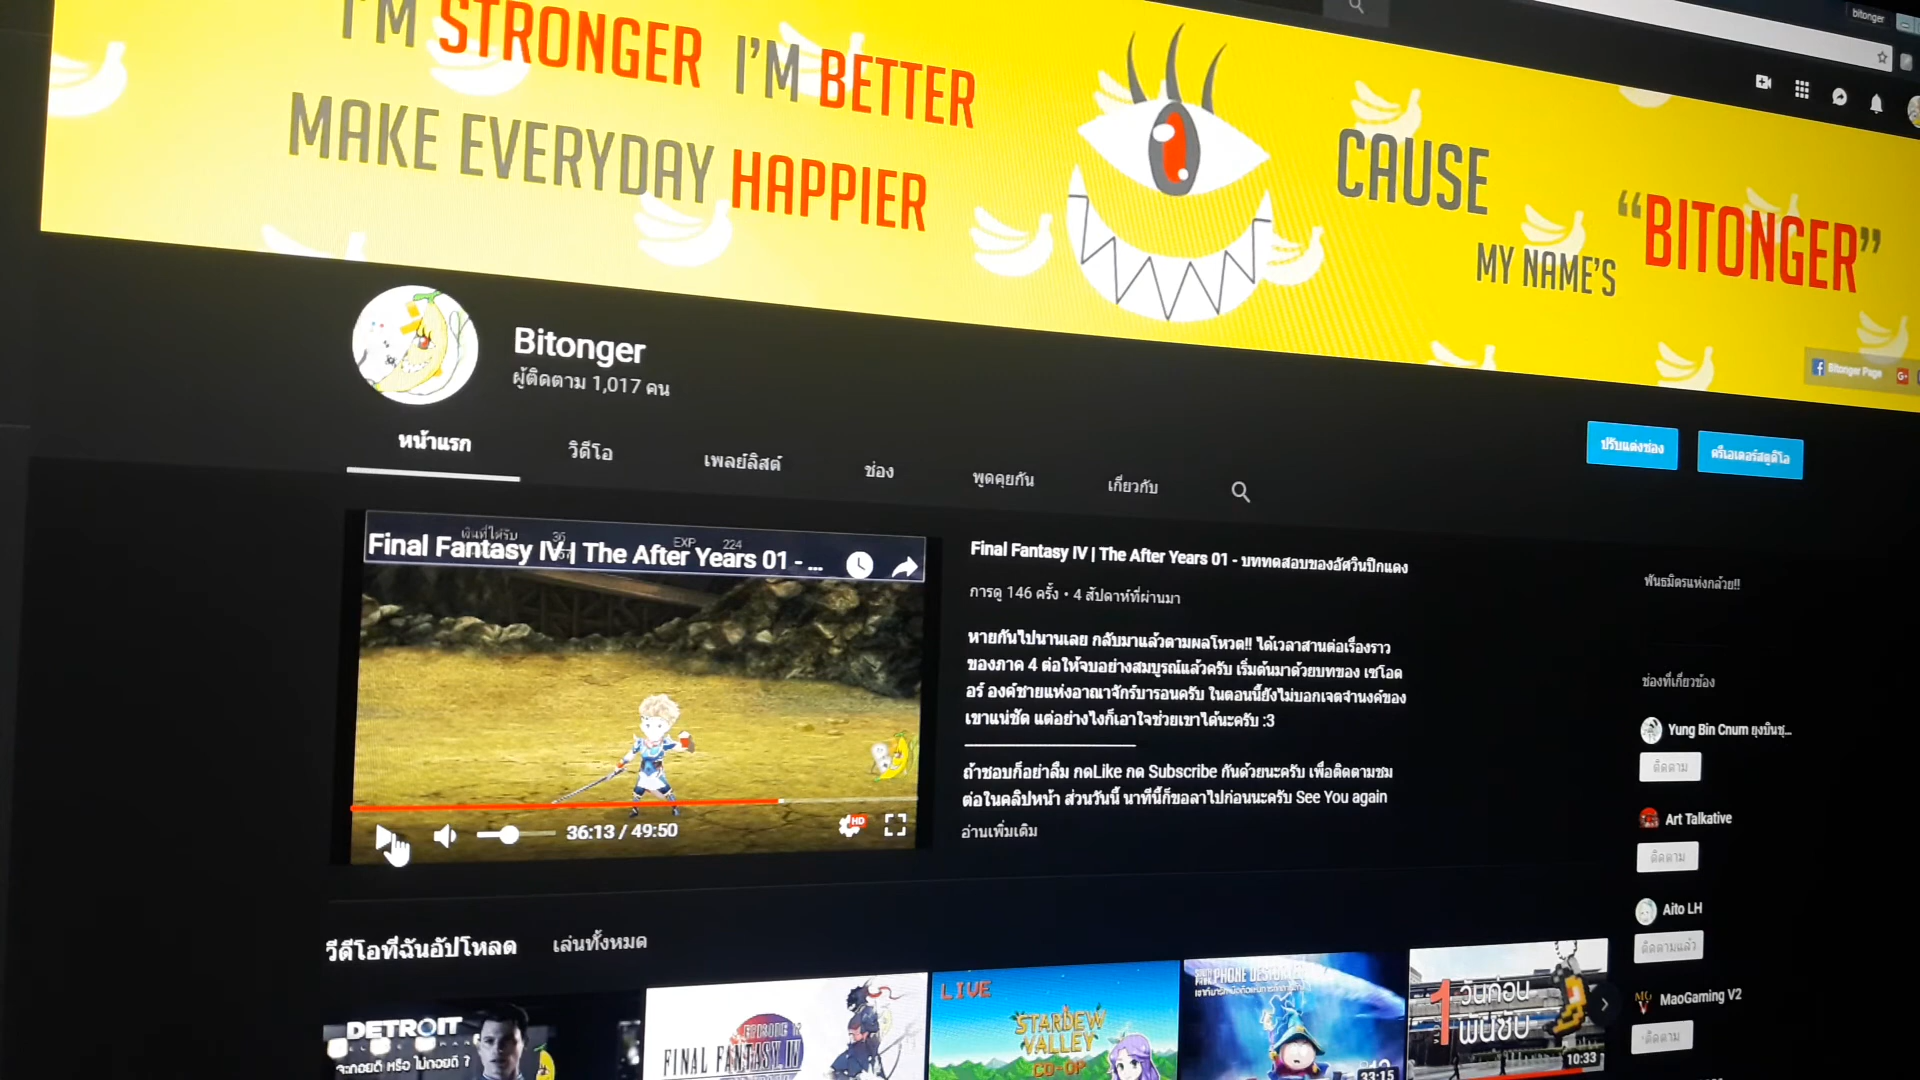 bitonger
I'M STRONGER I'M BETTER
MAKE EVERYDAY HAPPIER
CAUSE
MY NAME'S
“BITONGER”
Bitonger Page
Bitonger
ผู้ติดตาม 1,017 คน
ปรับแต่งช่อง
ครีเอเตอร์สตูดิโอ
หน้าแรก
วิดีโอ
เพลย์ลิสต์
ช่อง
พูดคุยกัน
เกี่ยวกับ
เงินที่ได้รับ 36
EXP 224
Final Fantasy IV | The After Years 01 - ...
36:13 / 49:50
HD
Final Fantasy IV | The After Years 01 - บททดสอบของอัศวินปีกแดง
การดู 146 ครั้ง • 4 สัปดาห์ที่ผ่านมา
หายกันไปนานเลย กลับมาแล้วตามผลโหวต!! ได้เวลาสานต่อเรื่องราว
ของภาค 4 ต่อให้จบอย่างสมบูรณ์แล้วครับ เริ่มต้นมาด้วยบทของ เซโอด
อร์ องค์ชายแห่งอาณาจักร์บารอนครับ ในตอนนี้ยังไม่บอกเจตจำนงค์ของ
เขาแน่ชัด แต่อย่างไงก็เอาใจช่วยเขาได้นะครับ :3
ถ้าชอบก็อย่าลืม กดLike กด Subscribe กันด้วยนะครับ เพื่อติดตามชม
ต่อในคลิปหน้า ส่วนวันนี้ นาทีนี้ก็ขอลาไปก่อนนะครับ See You again
อ่านเพิ่มเติม
พันธมิตรแห่งกล้วย!!
ช่องที่เกี่ยวข้อง
Yung Bin Cnum ยุงบินชุ...
ติดตาม
Art Talkative
ติดตาม
Aito LH
ติดตามแล้ว
MaoGaming V2
ติดตาม
วิดีโอที่ฉันอัปโหลด
เล่นทั้งหมด
DETROIT
จะกอยดี หรือ ไม่กอยดี ?
EPISODE
FINAL FANTASY IV
LIVE
STARDEW
VALLEY
CO-OP
PHONE DESTROYER
33:15
1 วันก่อน
พันซับ
10:33